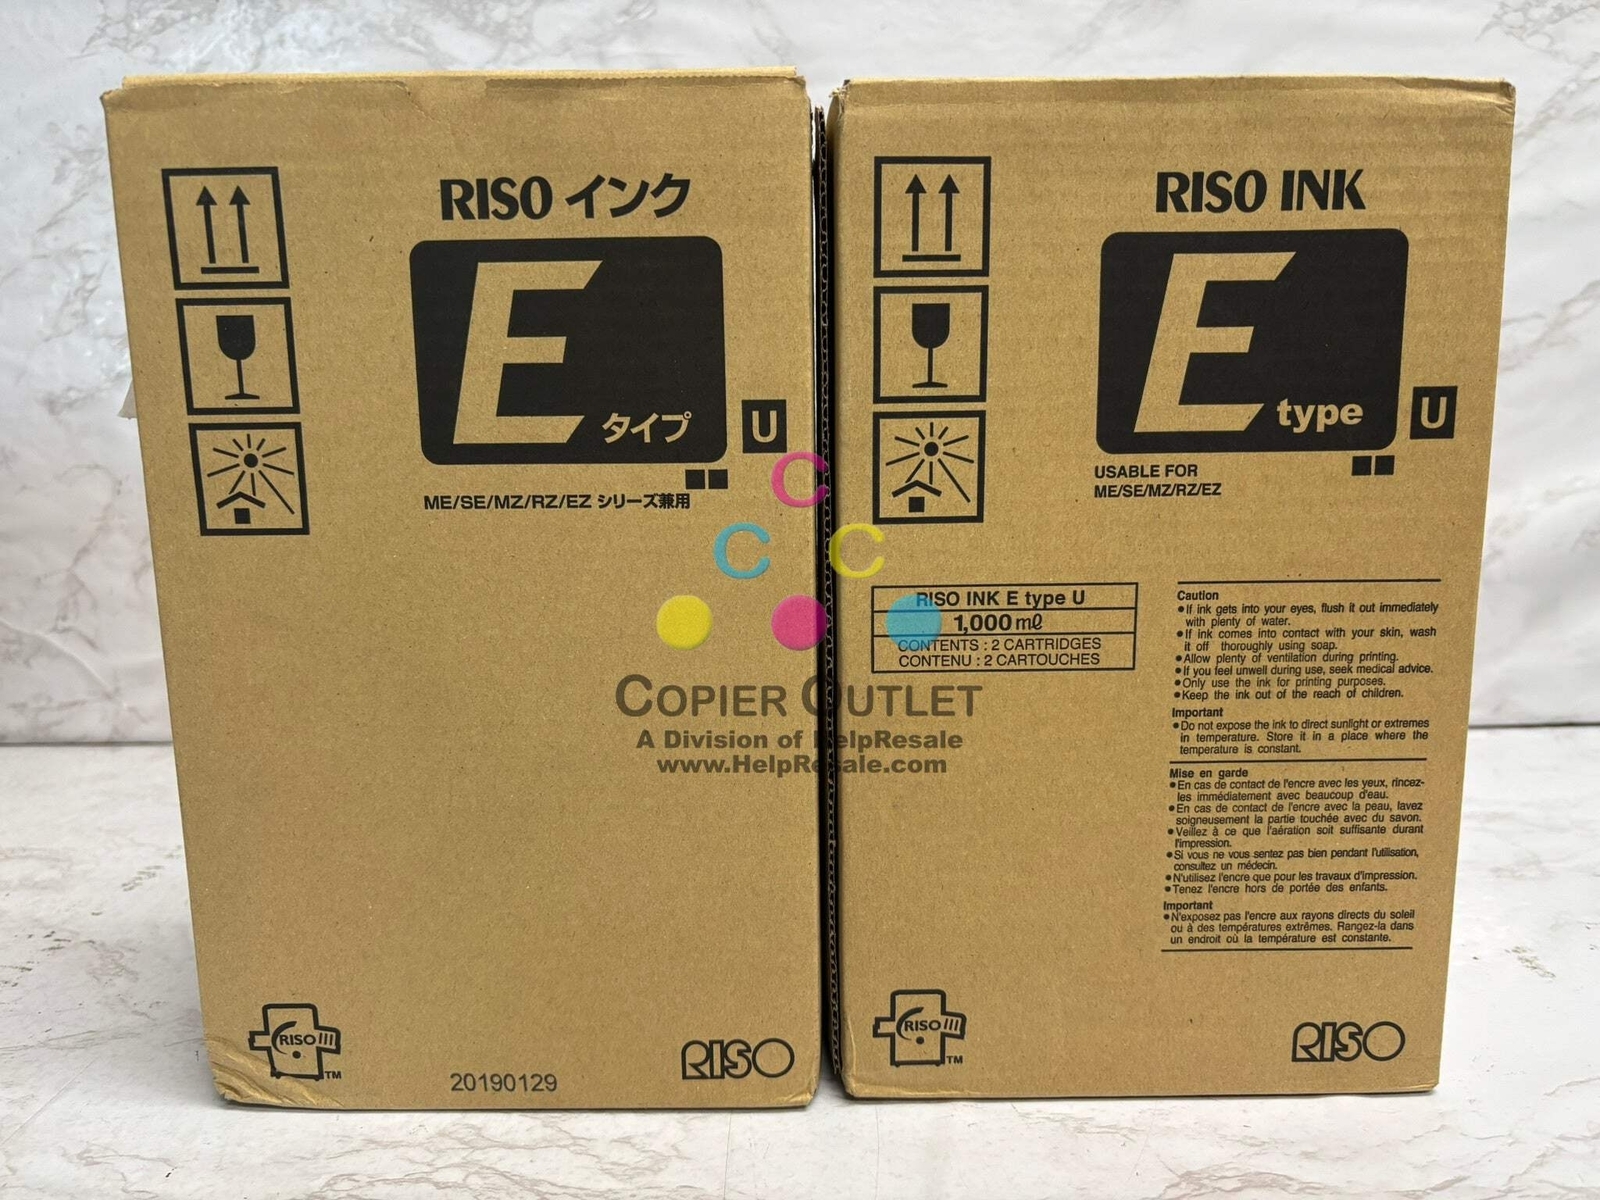 RISO インク
E タイプ
U
ME/SE/MZ/RZ/EZ シリーズ兼用
RISO
TM
20190129
RISO
RISO INK
E type
U
USABLE FOR
ME/SE/MZ/RZ/EZ
RISO INK E type U
1,000 mℓ
CONTENTS : 2 CARTRIDGES
CONTENU : 2 CARTOUCHES
Caution
●If ink gets into your eyes, flush it out immediately
with plenty of water.
●If ink comes into contact with your skin, wash
it off thoroughly using soap.
●Allow plenty of ventilation during printing.
●If you feel unwell during use, seek medical advice.
●Only use the ink for printing purposes.
●Keep the ink out of the reach of children.
Important
●Do not expose the ink to direct sunlight or extremes
in temperature. Store it in a place where the
temperature is constant.
Mise en garde
●En cas de contact de l'encre avec les yeux, rincez-
les immédiatement avec beaucoup d'eau.
●En cas de contact de l'encre avec la peau, lavez
soigneusement la partie touchée avec du savon.
●Veillez à ce que l'aération soit suffisante durant
l'impression.
●Si vous ne vous sentez pas bien pendant l'utilisation,
consultez un médecin.
●N'utilisez l'encre que pour les travaux d'impression.
●Tenez l'encre hors de portée des enfants.
Important
●N'exposez pas l'encre aux rayons directs du soleil
ou à des températures extrêmes. Rangez-la dans
un endroit où la température est constante.
RISO
TM
RISO
C
C C
COPIER OUTLET
A Division of HelpResale
www.HelpResale.com